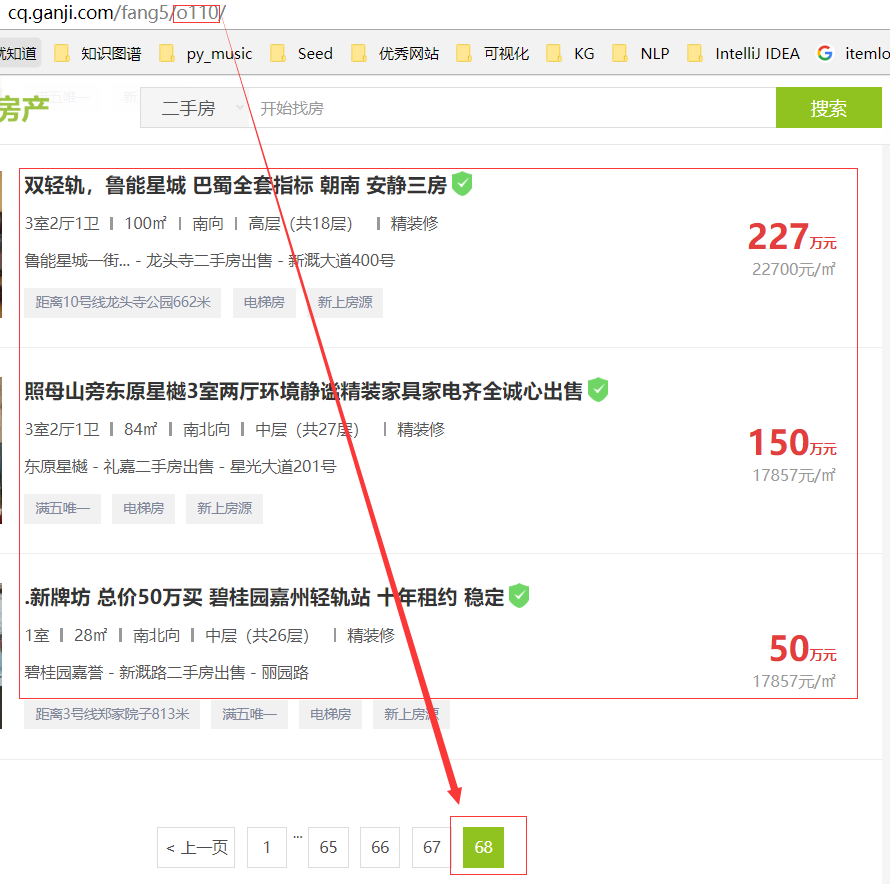 cq.ganji.com/fang5/o110/
就知道 知识图谱 py_music Seed 优秀网站 可视化 KG NLP IntelliJ IDEA itemlo
房产 二手房 开始找房 搜索
双轻轨，鲁能星城 巴蜀全套指标 朝南 安静三房
3室2厅1卫 | 100㎡ | 南向 | 高层（共18层） | 精装修
227万元
鲁能星城一街... - 龙头寺二手房出售 - 新溉大道400号
22700元/㎡
距离10号线龙头寺公园662米 电梯房 新上房源
照母山旁东原星樾3室两厅环境静谧精装家具家电齐全诚心出售
3室2厅1卫 | 84㎡ | 南北向 | 中层（共27层） | 精装修
150万元
东原星樾 - 礼嘉二手房出售 - 星光大道201号
17857元/㎡
满五唯一 电梯房 新上房源
.新牌坊 总价50万买 碧桂园嘉州轻轨站 十年租约 稳定
1室 | 28㎡ | 南北向 | 中层（共26层） | 精装修
50万元
碧桂园嘉誉 - 新溉路二手房出售 - 丽园路
17857元/㎡
距离3号线郑家院子813米 满五唯一 电梯房 新上房源
< 上一页 1 ... 65 66 67 68